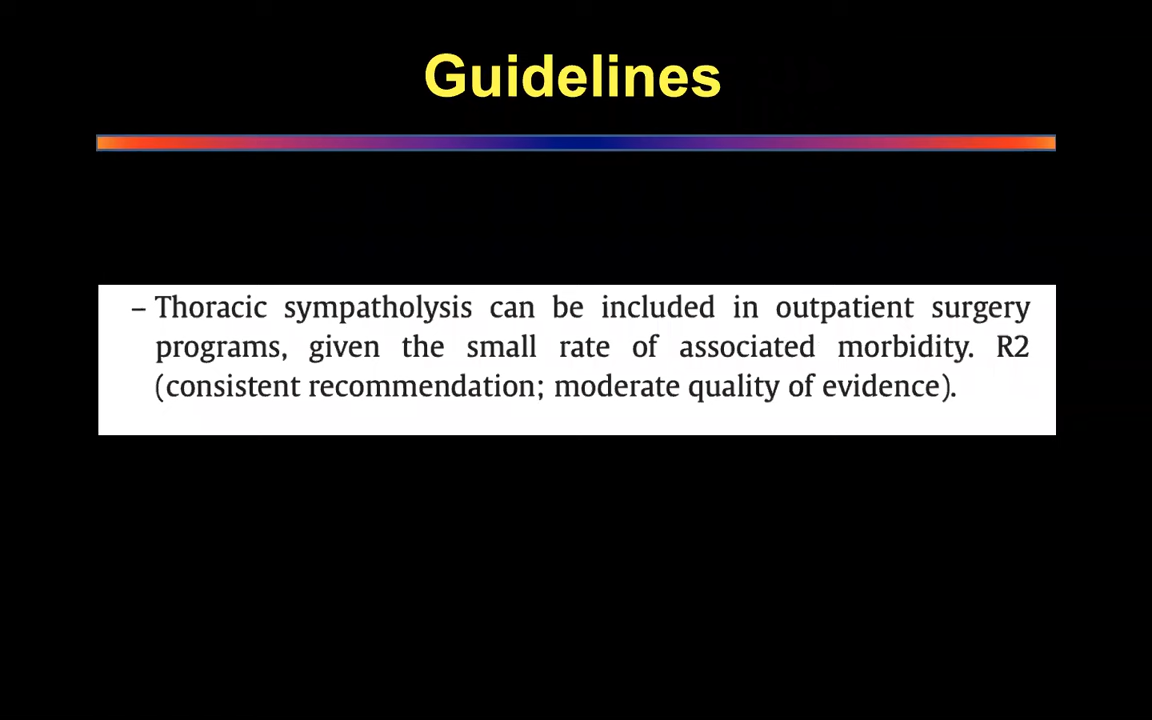 Guidelines
– Thoracic sympatholysis can be included in outpatient surgery
programs, given the small rate of associated morbidity. R2
(consistent recommendation; moderate quality of evidence).